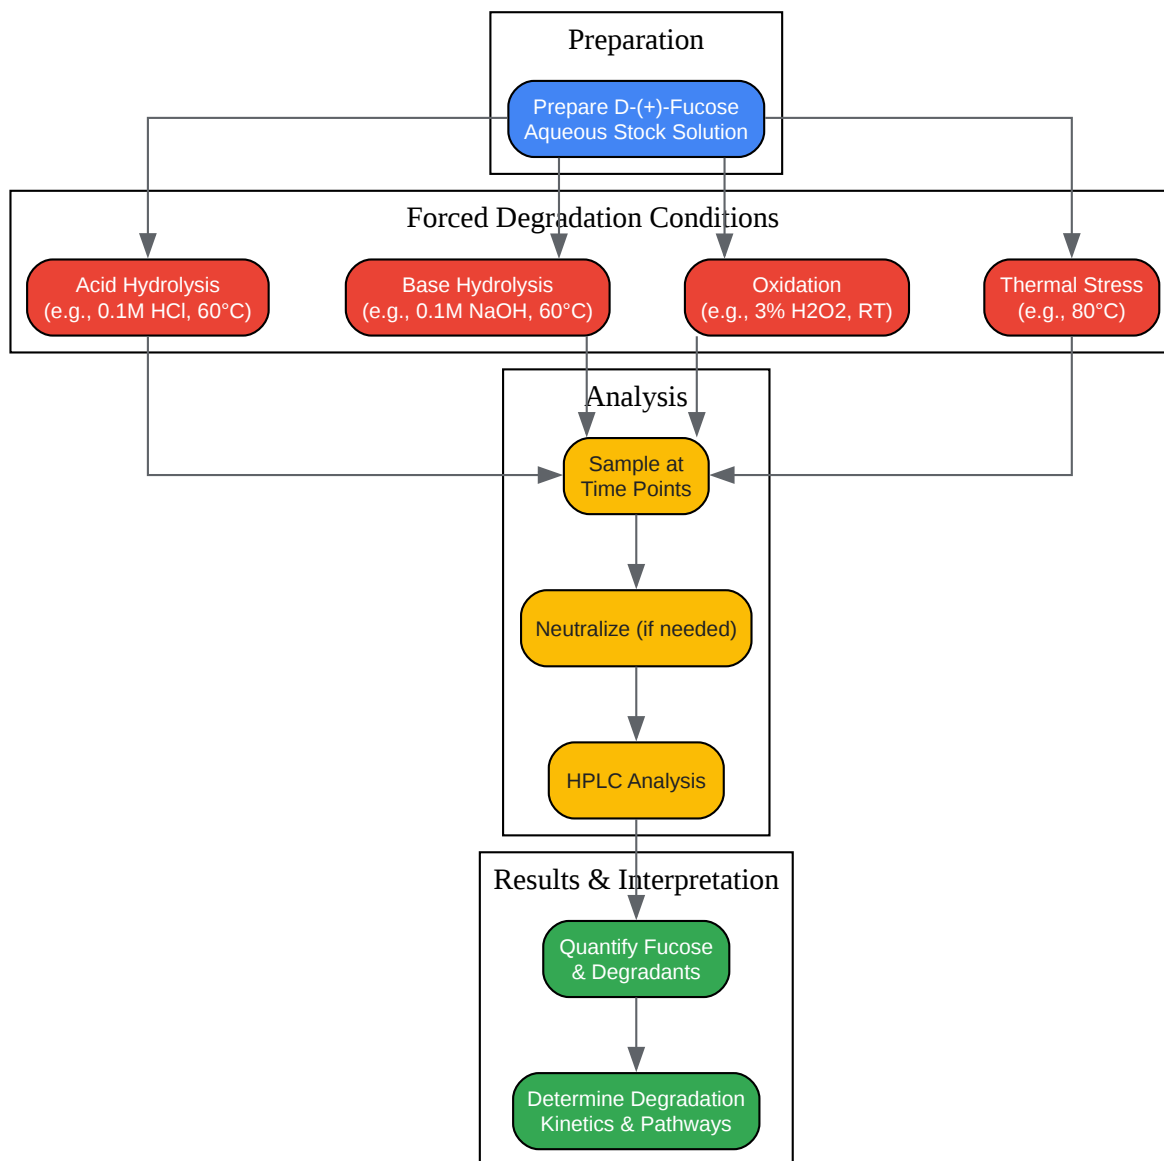 Preparation
Prepare D-(+)-Fucose
Aqueous Stock Solution
Forced Degradation Conditions
Acid Hydrolysis
(e.g., 0.1M HCl, 60°C)
Base Hydrolysis
(e.g., 0.1M NaOH, 60°C)
Oxidation
(e.g., 3% H2O2, RT)
Thermal Stress
(e.g., 80°C)
Analysis
Sample at
Time Points
Neutralize (if needed)
HPLC Analysis
Results & Interpretation
Quantify Fucose
& Degradants
Determine Degradation
Kinetics & Pathways